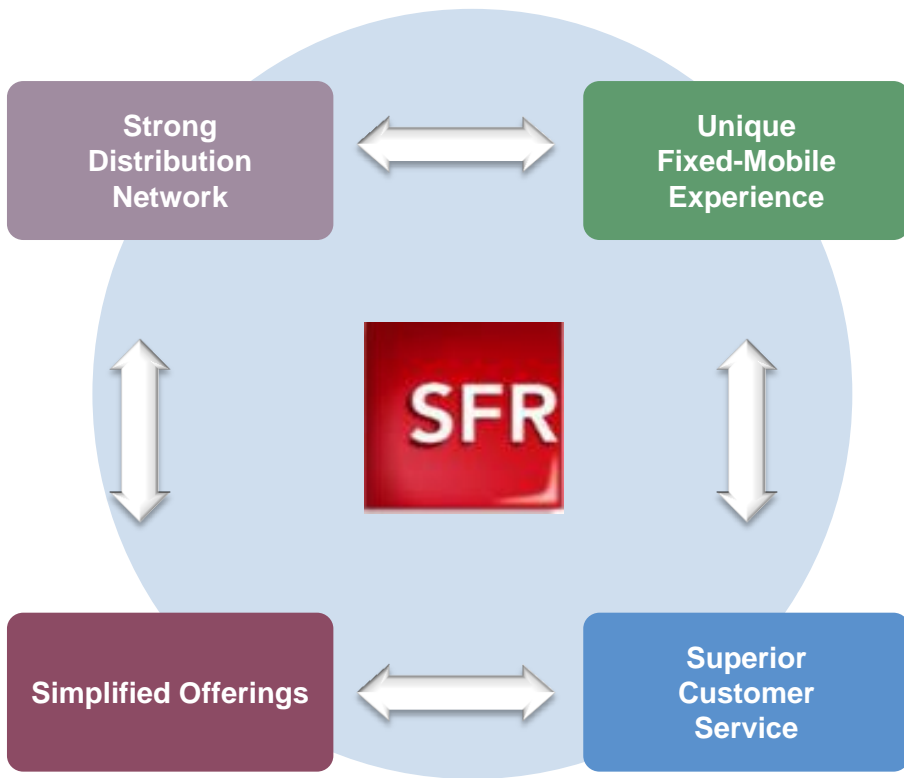 Strong
Distribution
Network
Unique
Fixed-Mobile
Experience
SFR
Simplified Offerings
Superior
Customer
Service